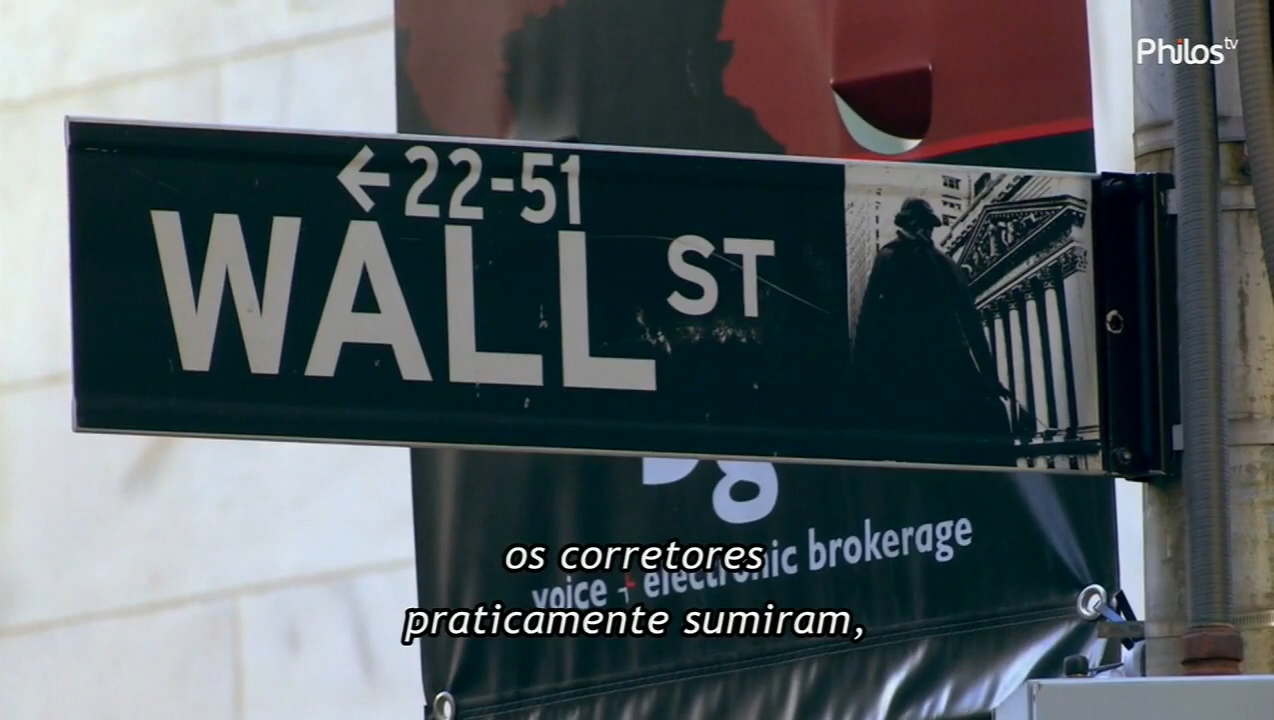 Philos tv
← 22-51
WALL ST
voice + electronic brokerage
os corretores
praticamente sumiram,